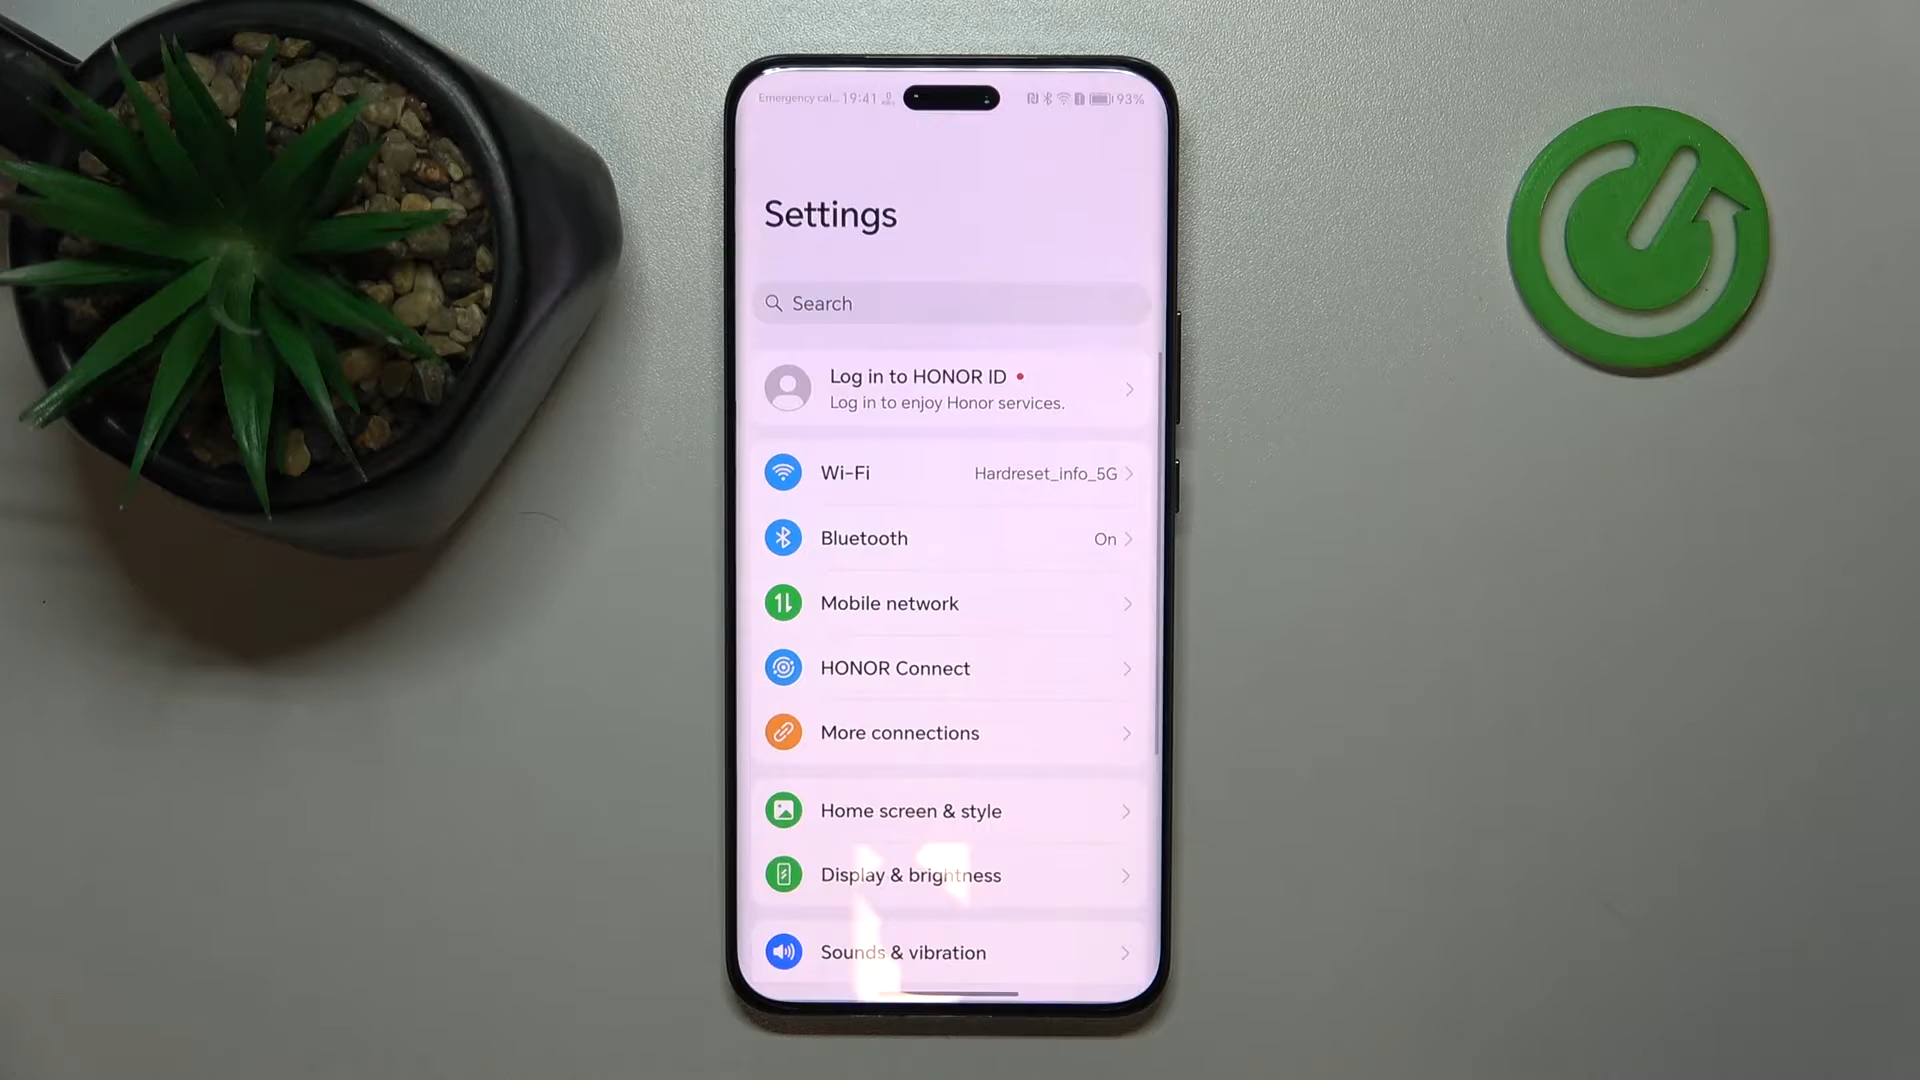 Emergency cal... 19:41
93%
Settings
Search
Log in to HONOR ID
Log in to enjoy Honor services.
Wi-Fi Hardreset_info_5G
Bluetooth On
Mobile network
HONOR Connect
More connections
Home screen & style
Display & brightness
Sounds & vibration